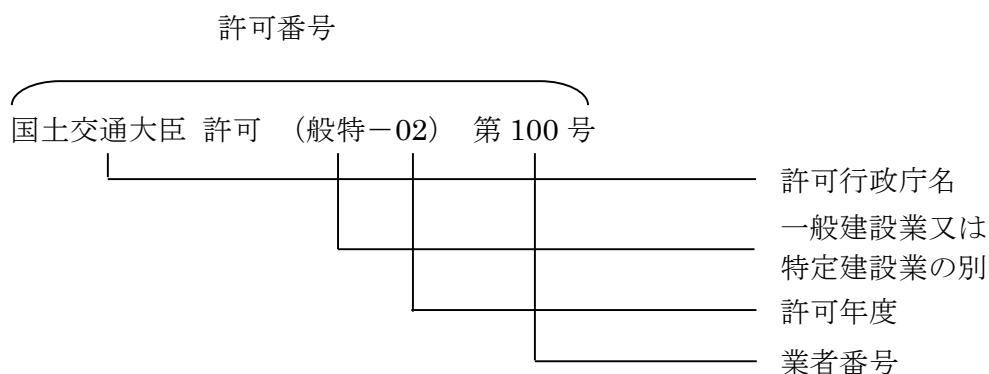 許可番号
国土交通大臣 許可 （般特－02） 第 100 号
許可行政庁名
一般建設業又は
特定建設業の別
許可年度
業者番号